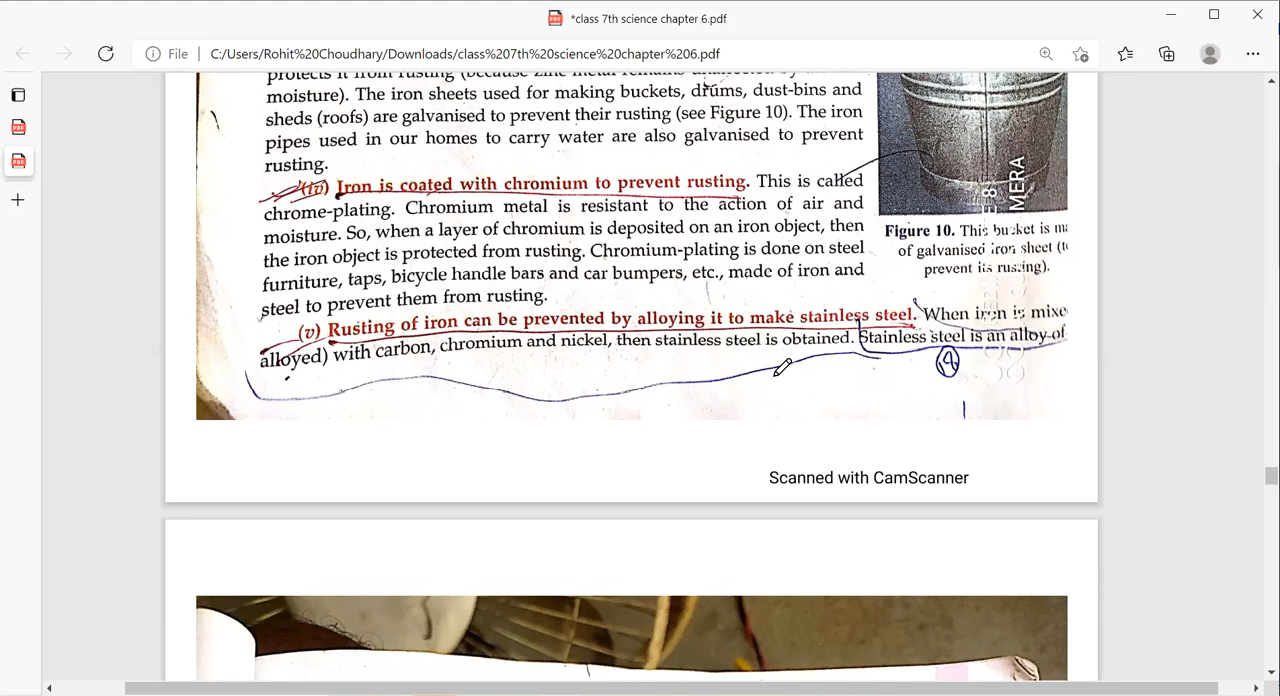 *class 7th science chapter 6.pdf
File
C:/Users/Rohit%20Choudhary/Downloads/class%207th%20science%20chapter%206.pdf
protects it from rusting (because zinc metal remains
moisture). The iron sheets used for making buckets, drums, dust-bins and
sheds (roofs) are galvanised to prevent their rusting (see Figure 10). The iron
pipes used in our homes to carry water are also galvanised to prevent
rusting.
(iv) Iron is coated with chromium to prevent rusting. This is called
chrome-plating. Chromium metal is resistant to the action of air and
moisture. So, when a layer of chromium is deposited on an iron object, then
the iron object is protected from rusting. Chromium-plating is done on steel
furniture, taps, bicycle handle bars and car bumpers, etc., made of iron and
steel to prevent them from rusting.
MERA
Figure 10. This bucket is
of galvanised iron sheet
prevent its rusting).
(v) Rusting of iron can be prevented by alloying it to make stainless steel. When iron is
alloyed) with carbon, chromium and nickel, then stainless steel is obtained. Stainless steel is an alloy of
Scanned with CamScanner